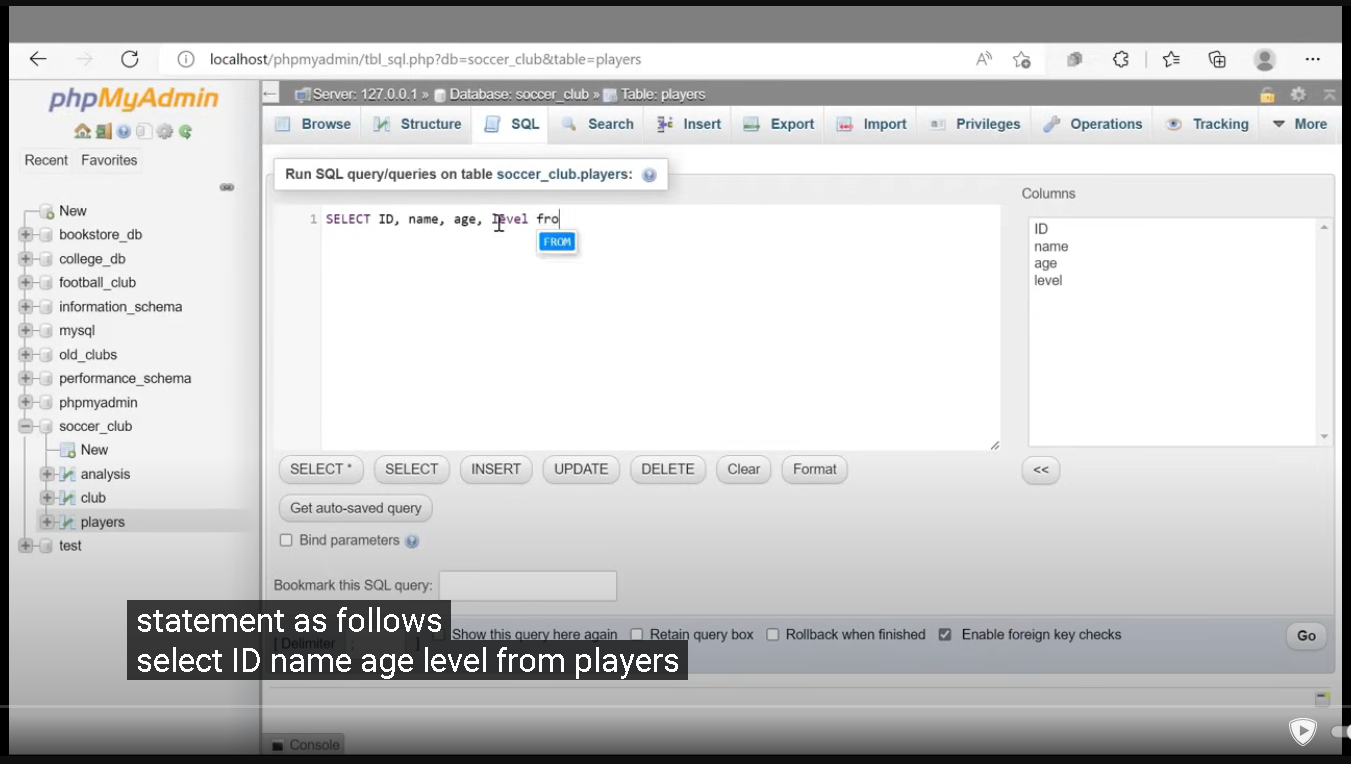 localhost/phpmyadmin/tbl_sql.php?db=soccer_club&table=players
phpMyAdmin
Server: 127.0.0.1 » Database: soccer_club » Table: players
Browse Structure SQL Search Insert Export Import Privileges Operations Tracking More
Recent Favorites
New
bookstore_db
college_db
football_club
information_schema
mysql
old_clubs
performance_schema
phpmyadmin
soccer_club
New
analysis
club
players
test
Run SQL query/queries on table soccer_club.players:
1 SELECT ID, name, age, level fro
FROM
Columns
ID
name
age
level
SELECT * SELECT INSERT UPDATE DELETE Clear Format <<
Get auto-saved query
Bind parameters
Bookmark this SQL query:
[ Delimiter ; ] Show this query here again Retain query box Rollback when finished Enable foreign key checks Go
statement as follows
select ID name age level from players
Console